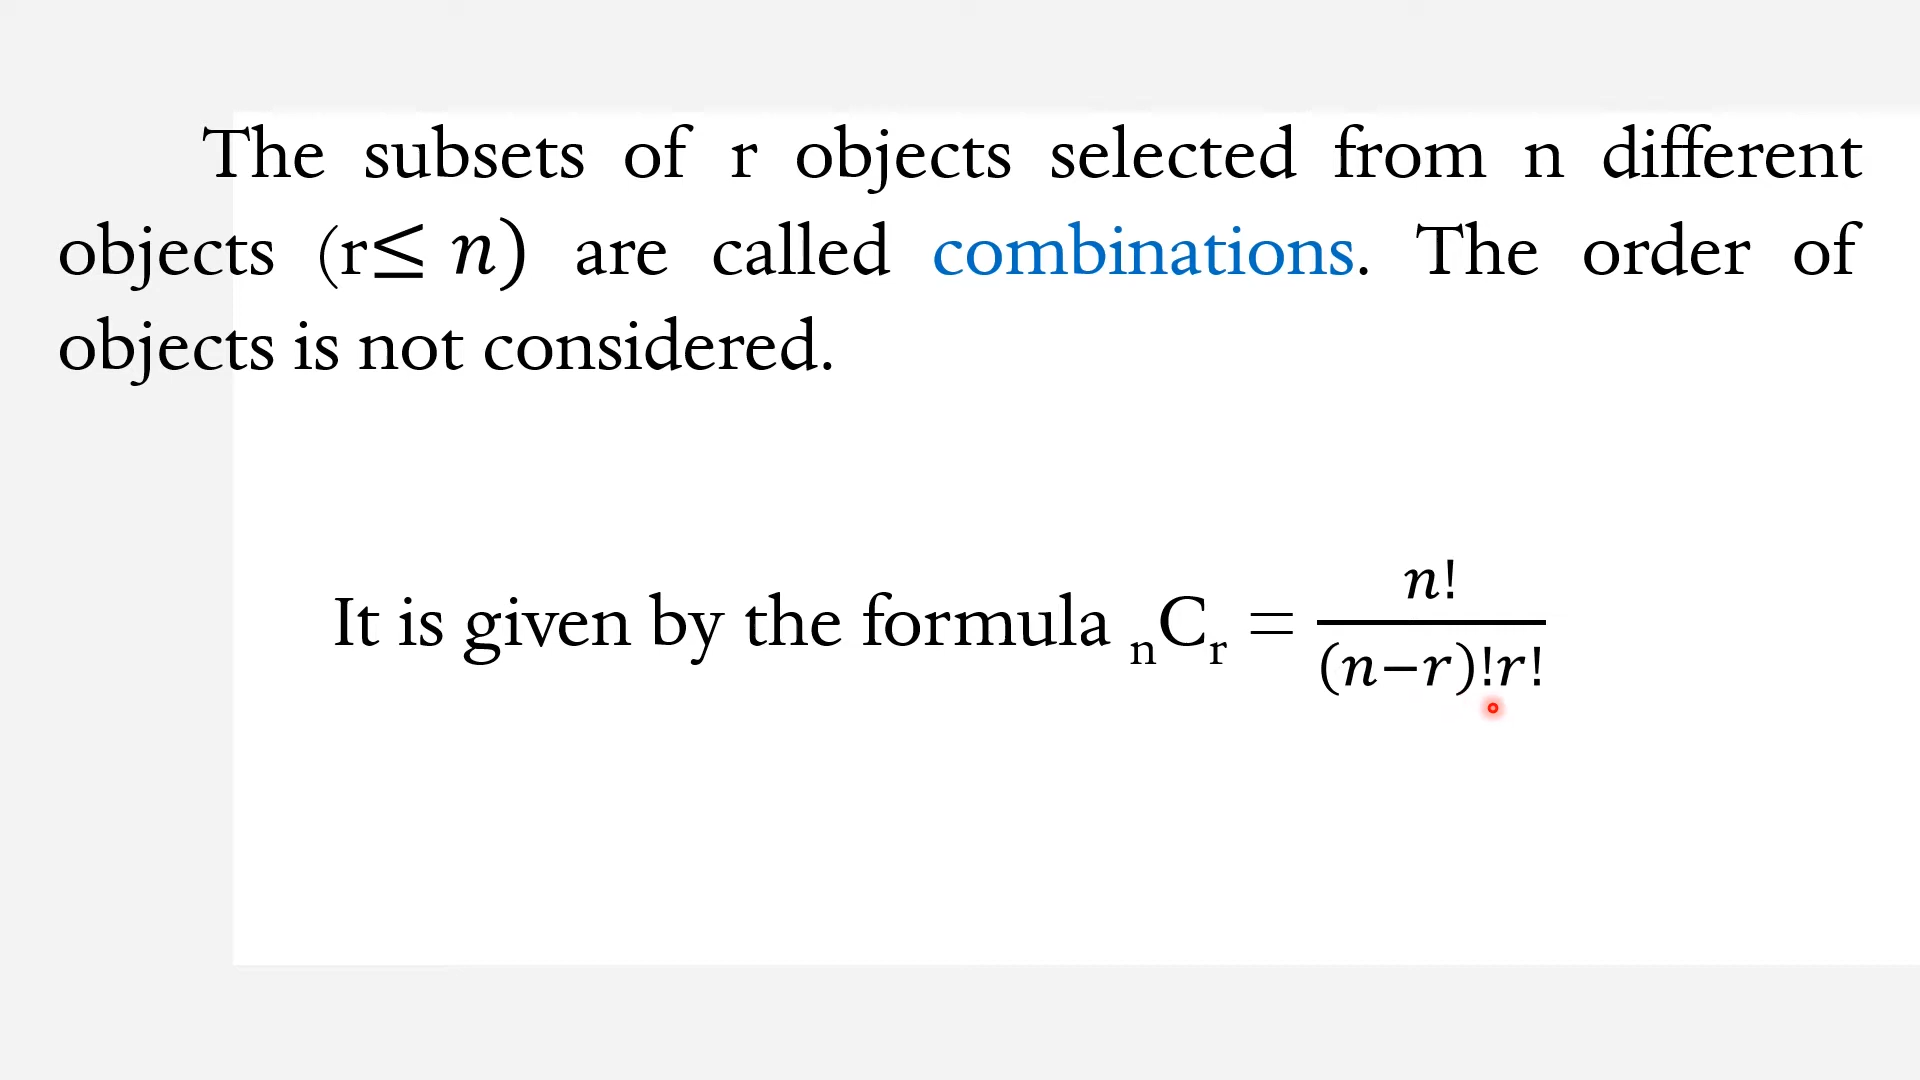 The subsets of r objects selected from n different
objects (r≤ n) are called combinations. The order of
objects is not considered.
It is given by the formula ₙCᵣ = n!/((n−r)!r!)